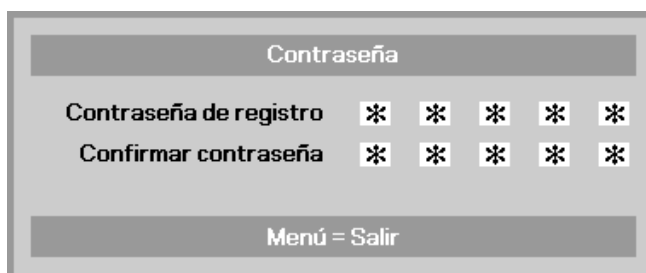 Contraseña
Contraseña de registro * * * * *
Confirmar contraseña * * * * *
Menú = Salir